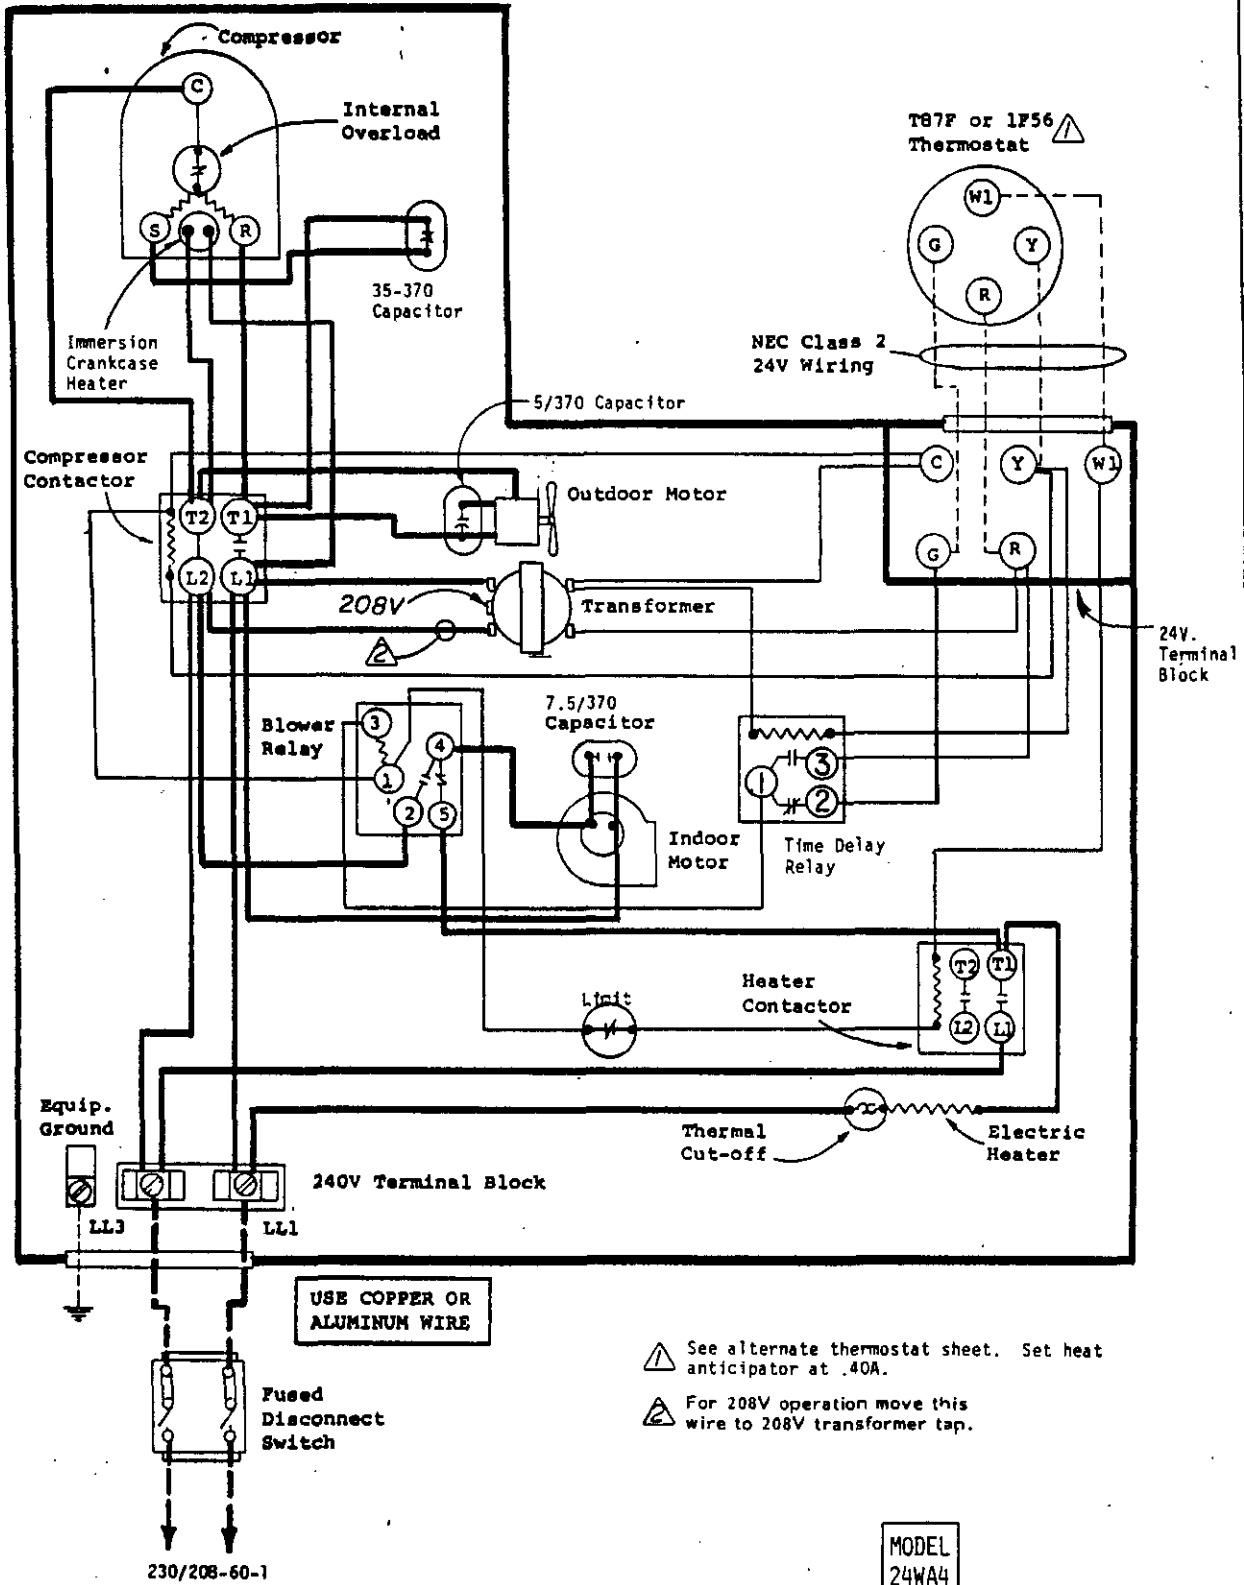 Compressor
C
Internal
Overload
S
R
35-370
Capacitor
Immersion
Crankcase
Heater
T87F or 1F56 1
Thermostat
W1
G
Y
R
NEC Class 2
24V Wiring
5/370 Capacitor
Compressor
Contactor
T2
T1
L2
L1
Outdoor Motor
C
Y
W1
G
R
208V
Transformer
2
24V.
Terminal
Block
Blower
Relay
3
4
1
2
5
7.5/370
Capacitor
Indoor
Motor
1
3
2
Time Delay
Relay
Heater
Contactor
T2
T1
L2
L1
Limit
Equip.
Ground
Thermal
Cut-off
Electric
Heater
240V Terminal Block
LL3
LL1
USE COPPER OR
ALUMINUM WIRE
1 See alternate thermostat sheet. Set heat
anticipator at .40A.
2 For 208V operation move this
wire to 208V transformer tap.
Fused
Disconnect
Switch
230/208-60-1
MODEL
24WA4